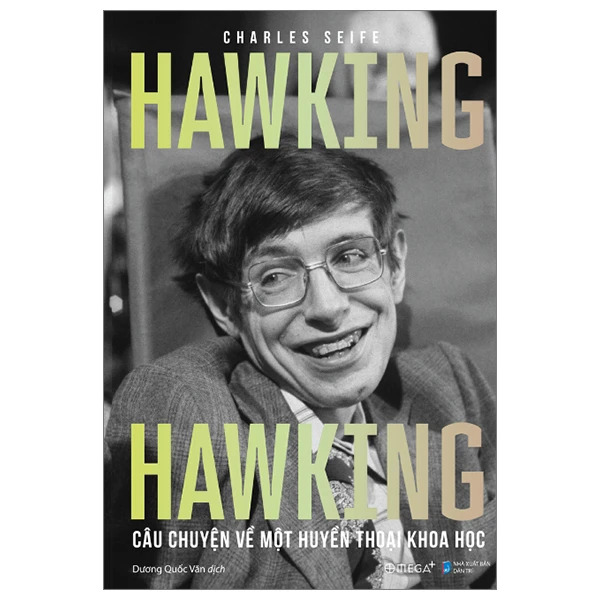 CHARLES SEIFE
HAWKING
HAWKING
CÂU CHUYỆN VỀ MỘT HUYỀN THOẠI KHOA HỌC
Dương Quốc Văn dịch
OMEGA+
NHÀ XUẤT BẢN
DÂN TRÍ